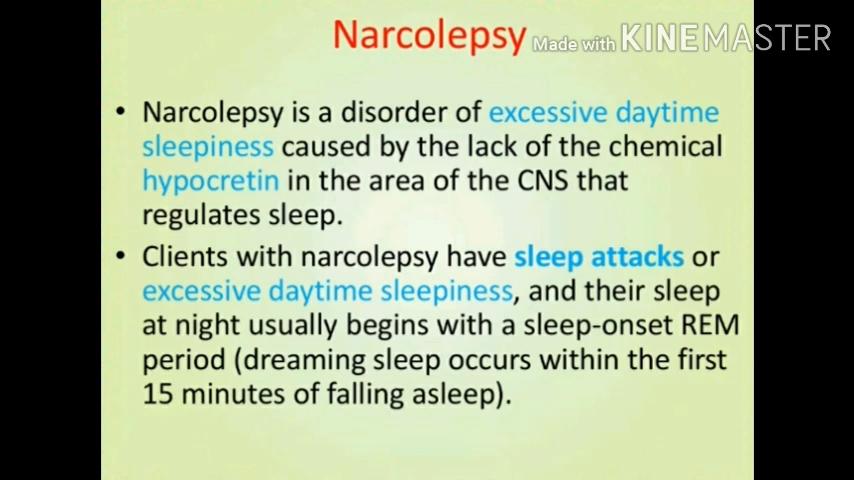 Narcolepsy
Made with KINEMASTER
• Narcolepsy is a disorder of excessive daytime
sleepiness caused by the lack of the chemical
hypocretin in the area of the CNS that
regulates sleep.
• Clients with narcolepsy have sleep attacks or
excessive daytime sleepiness, and their sleep
at night usually begins with a sleep-onset REM
period (dreaming sleep occurs within the first
15 minutes of falling asleep).